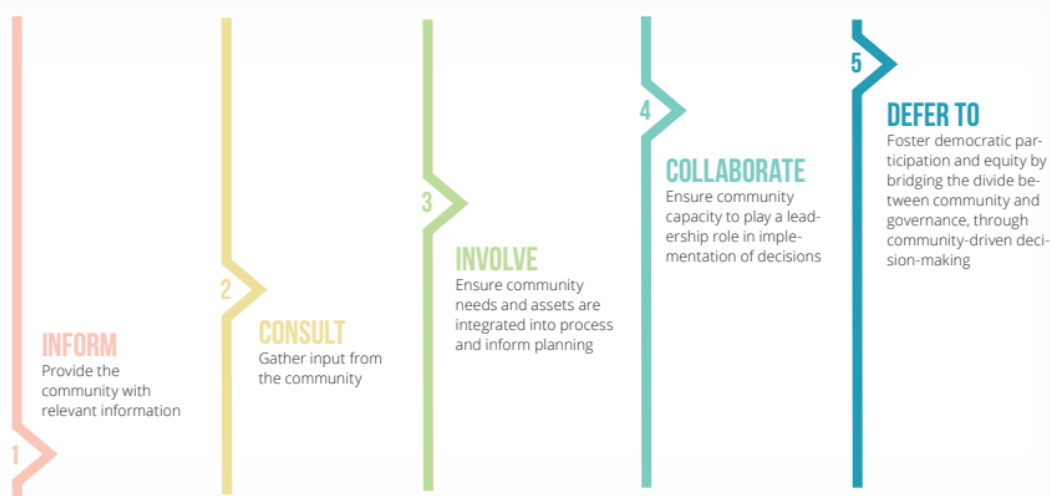 1
INFORM
Provide the
community with
relevant information
2
CONSULT
Gather input from
the community
3
INVOLVE
Ensure community
needs and assets are
integrated into process
and inform planning
4
COLLABORATE
Ensure community
capacity to play a lead-
ership role in imple-
mentation of decisions
5
DEFER TO
Foster democratic par-
ticipation and equity by
bridging the divide be-
tween community and
governance, through
community-driven deci-
sion-making